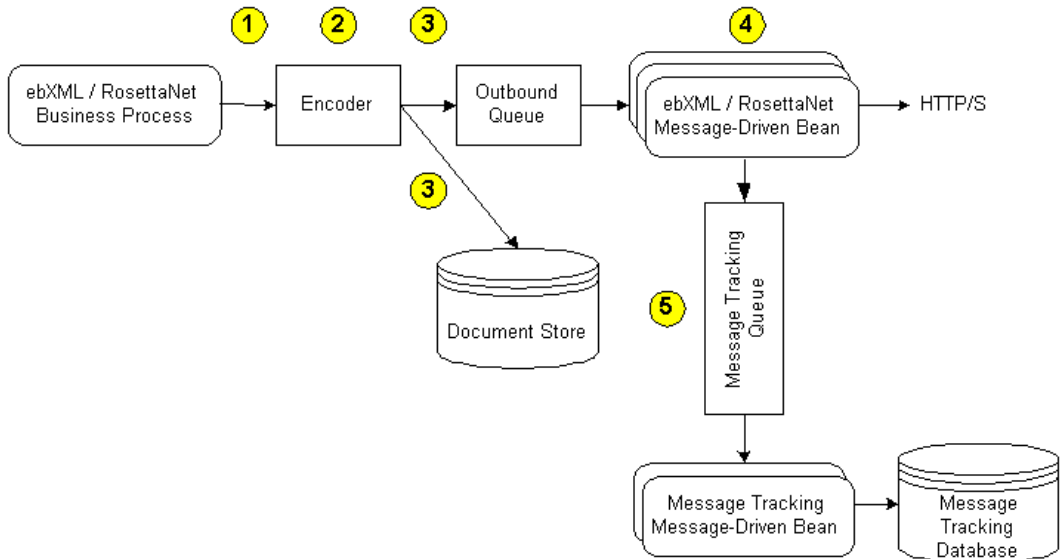 1
2
3
4
ebXML / RosettaNet
Business Process
Encoder
Outbound
Queue
ebXML / RosettaNet
Message-Driven Bean
HTTP/S
3
Document Store
5
Message Tracking
Queue
Message Tracking
Message-Driven Bean
Message
Tracking
Database